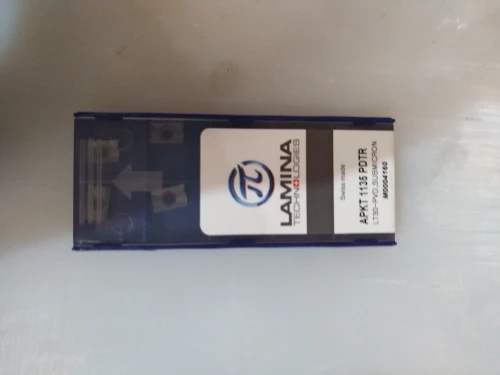 π
LAMINA
TECHNOLOGIES
Swiss made
APKT 1135 PDTR
LT30-PVD,SUBMICRON
M0004160